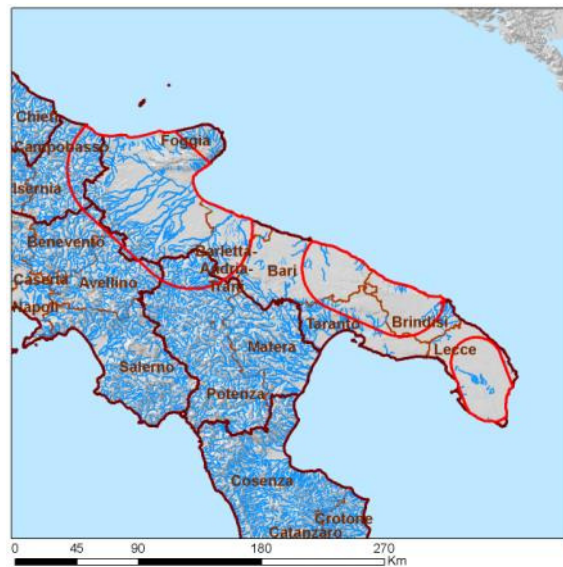 Chieti
Foggia
Campobasso
Isernia
Benevento
Barletta-
Andria-
Trani
Bari
Caserta
Avellino
Napoli
Taranto
Brindisi
Matera
Lecce
Salerno
Potenza
Cosenza
Crotone
Catanzaro
0 45 90 180 270
Km